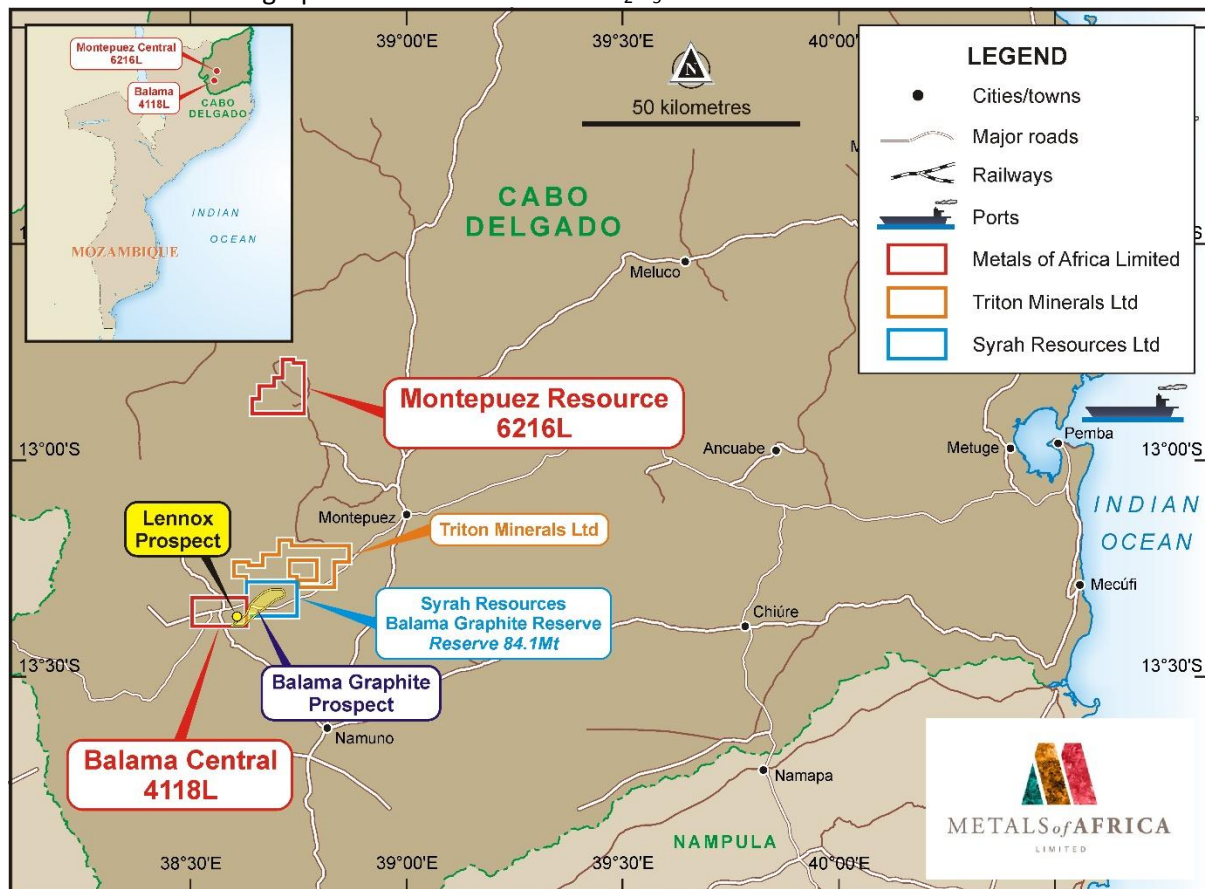 39°00'E
39°30'E
40°00'
Montepuez Central
6216L
Balama
4118L
CABO
DELGADO
INDIAN
OCEAN
MOZAMBIQUE
N
50 kilometres
LEGEND
Cities/towns
Major roads
Railways
Ports
Metals of Africa Limited
Triton Minerals Ltd
Syrah Resources Ltd
CABO
DELGADO
Meluco
M
Montepuez Resource
6216L
13°00'S
Ancuabe
Metuge
Pemba
13°00'S
Lennox
Prospect
Montepuez
Triton Minerals Ltd
INDIAN
OCEAN
Mecúfi
Syrah Resources
Balama Graphite Reserve
Reserve 84.1Mt
Chiúre
13°30'S
13°30'S
Balama Graphite
Prospect
Namuno
Balama Central
4118L
Namapa
NAMPULA
METALS of AFRICA
LIMITED
38°30'E
39°00'E
39°30'E
40°00'E